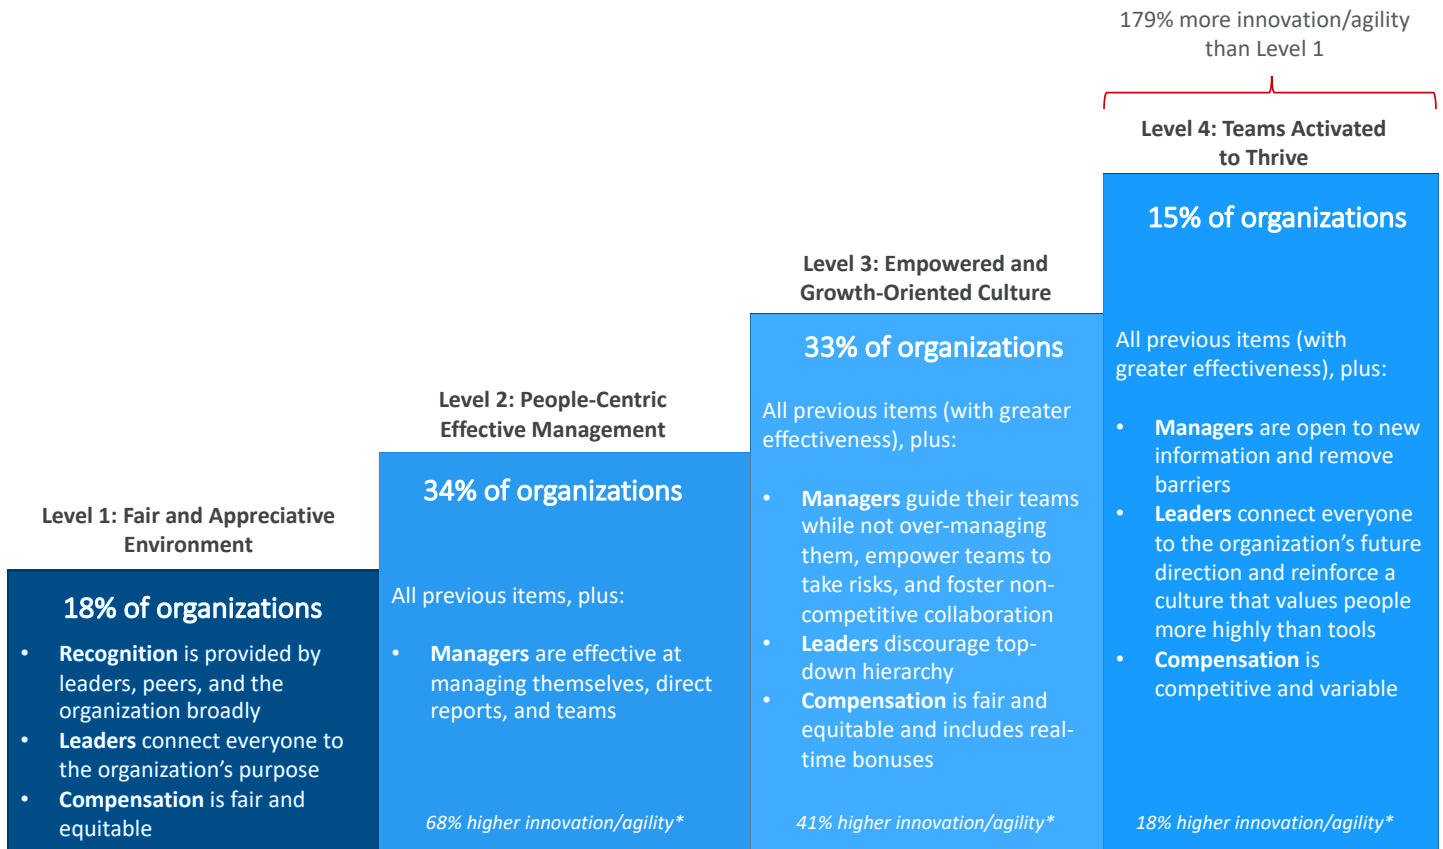 179% more innovation/agility
than Level 1
Level 4: Teams Activated
to Thrive
15% of organizations
All previous items (with
greater effectiveness), plus:
• Managers are open to new
information and remove
barriers
• Leaders connect everyone
to the organization’s future
direction and reinforce a
culture that values people
more highly than tools
• Compensation is
competitive and variable
18% higher innovation/agility*
Level 3: Empowered and
Growth-Oriented Culture
33% of organizations
All previous items (with greater
effectiveness), plus:
• Managers guide their teams
while not over-managing
them, empower teams to
take risks, and foster non-
competitive collaboration
• Leaders discourage top-
down hierarchy
• Compensation is fair and
equitable and includes real-
time bonuses
41% higher innovation/agility*
Level 2: People-Centric
Effective Management
34% of organizations
All previous items, plus:
• Managers are effective at
managing themselves, direct
reports, and teams
68% higher innovation/agility*
Level 1: Fair and Appreciative
Environment
18% of organizations
• Recognition is provided by
leaders, peers, and the
organization broadly
• Leaders connect everyone to
the organization’s purpose
• Compensation is fair and
equitable